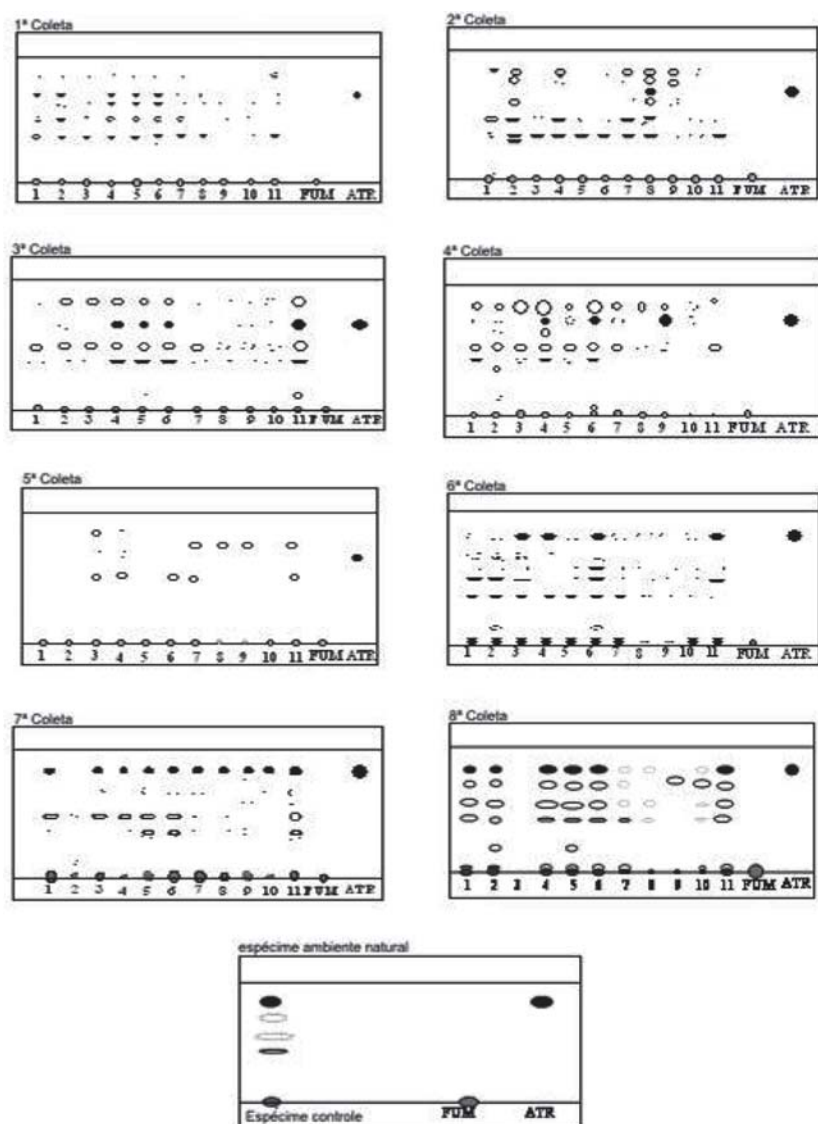 1ª Coleta
1 2 3 4 5 6 7 8 9 10 11 FUM ATR
2ª Coleta
1 2 3 4 5 6 7 8 9 10 11 FUM ATR
3ª Coleta
1 2 3 4 5 6 7 8 9 10 11 FUM ATR
4ª Coleta
1 2 3 4 5 6 7 8 9 10 11 FUM ATR
5ª Coleta
1 2 3 4 5 6 7 8 9 10 11 FUM ATR
6ª Coleta
1 2 3 4 5 6 7 8 9 10 11 FUM ATR
7ª Coleta
1 2 3 4 5 6 7 8 9 10 11 FUM ATR
8ª Coleta
1 2 3 4 5 6 7 8 9 10 11 FUM ATR
espécime ambiente natural
Espécime controle FUM ATR